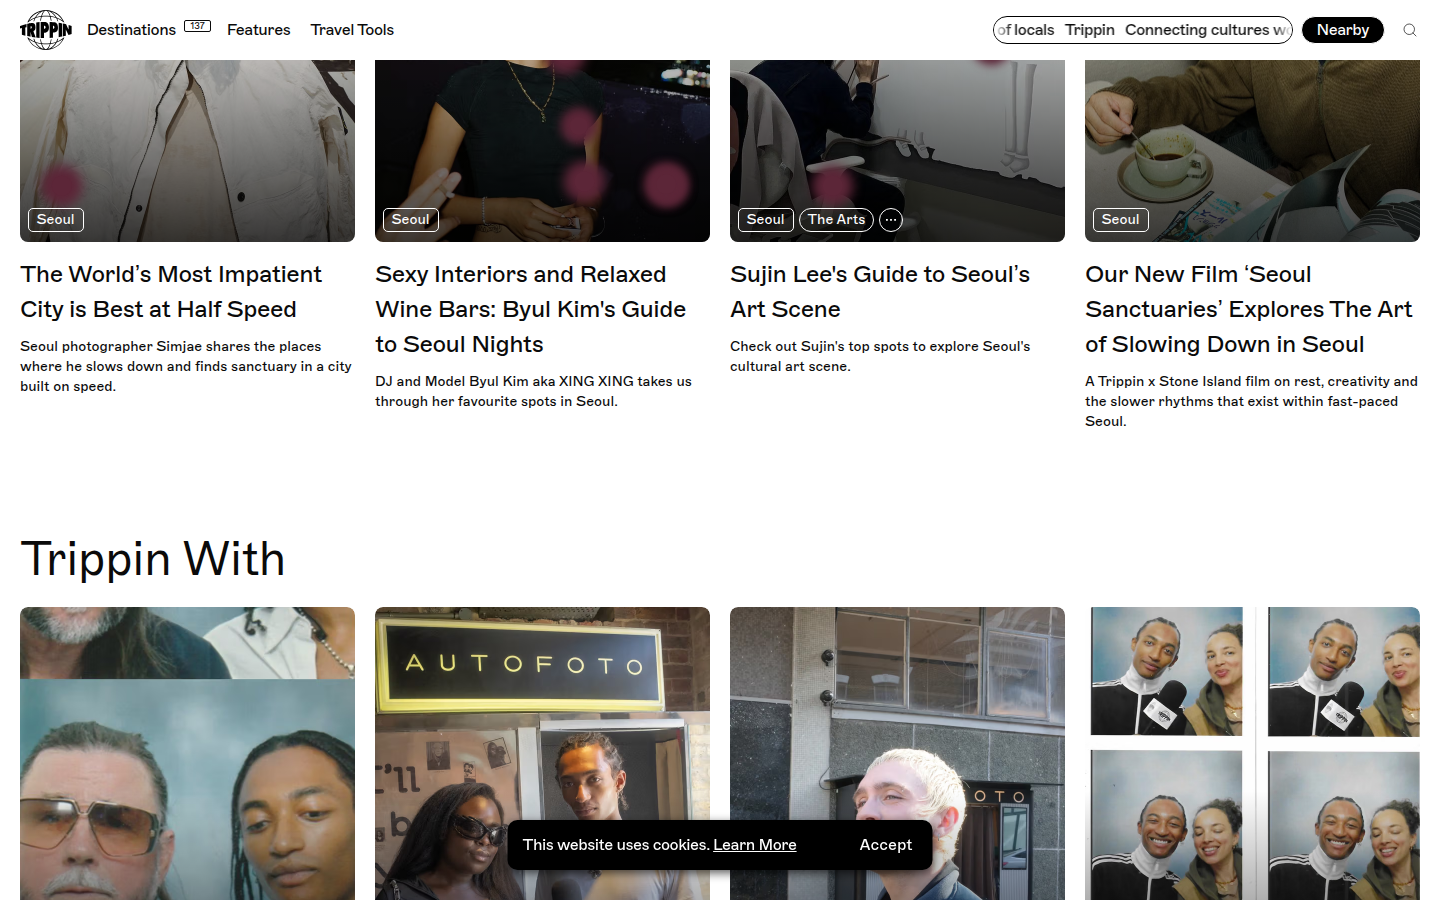 TRIPPIN
Destinations 137 Features Travel Tools
of locals Trippin Connecting cultures
Nearby
Seoul
Seoul
Seoul The Arts
Seoul
The World’s Most Impatient
City is Best at Half Speed
Seoul photographer Simjae shares the places
where he slows down and finds sanctuary in a city
built on speed.
Sexy Interiors and Relaxed
Wine Bars: Byul Kim's Guide
to Seoul Nights
DJ and Model Byul Kim aka XING XING takes us
through her favourite spots in Seoul.
Sujin Lee's Guide to Seoul’s
Art Scene
Check out Sujin's top spots to explore Seoul's
cultural art scene.
Our New Film ‘Seoul
Sanctuaries’ Explores The Art
of Slowing Down in Seoul
A Trippin x Stone Island film on rest, creativity and
the slower rhythms that exist within fast-paced
Seoul.
Trippin With
AUTOFOTO
I'll
b
OTO
TRIPPIN
TRIPPIN
This website uses cookies. Learn More
Accept